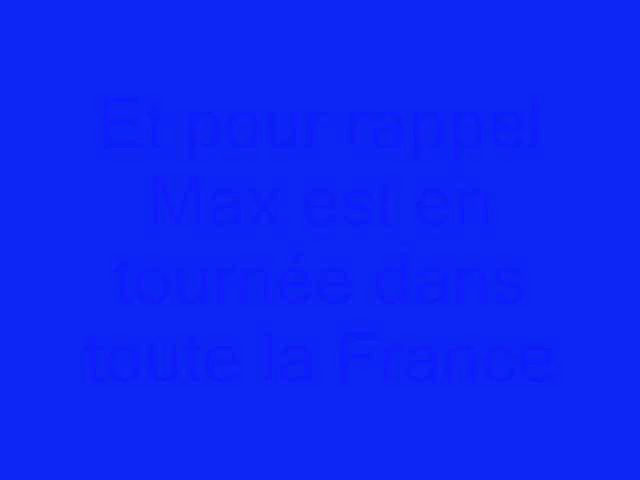 Et pour rappel
Max est en
tournée dans
toute la France